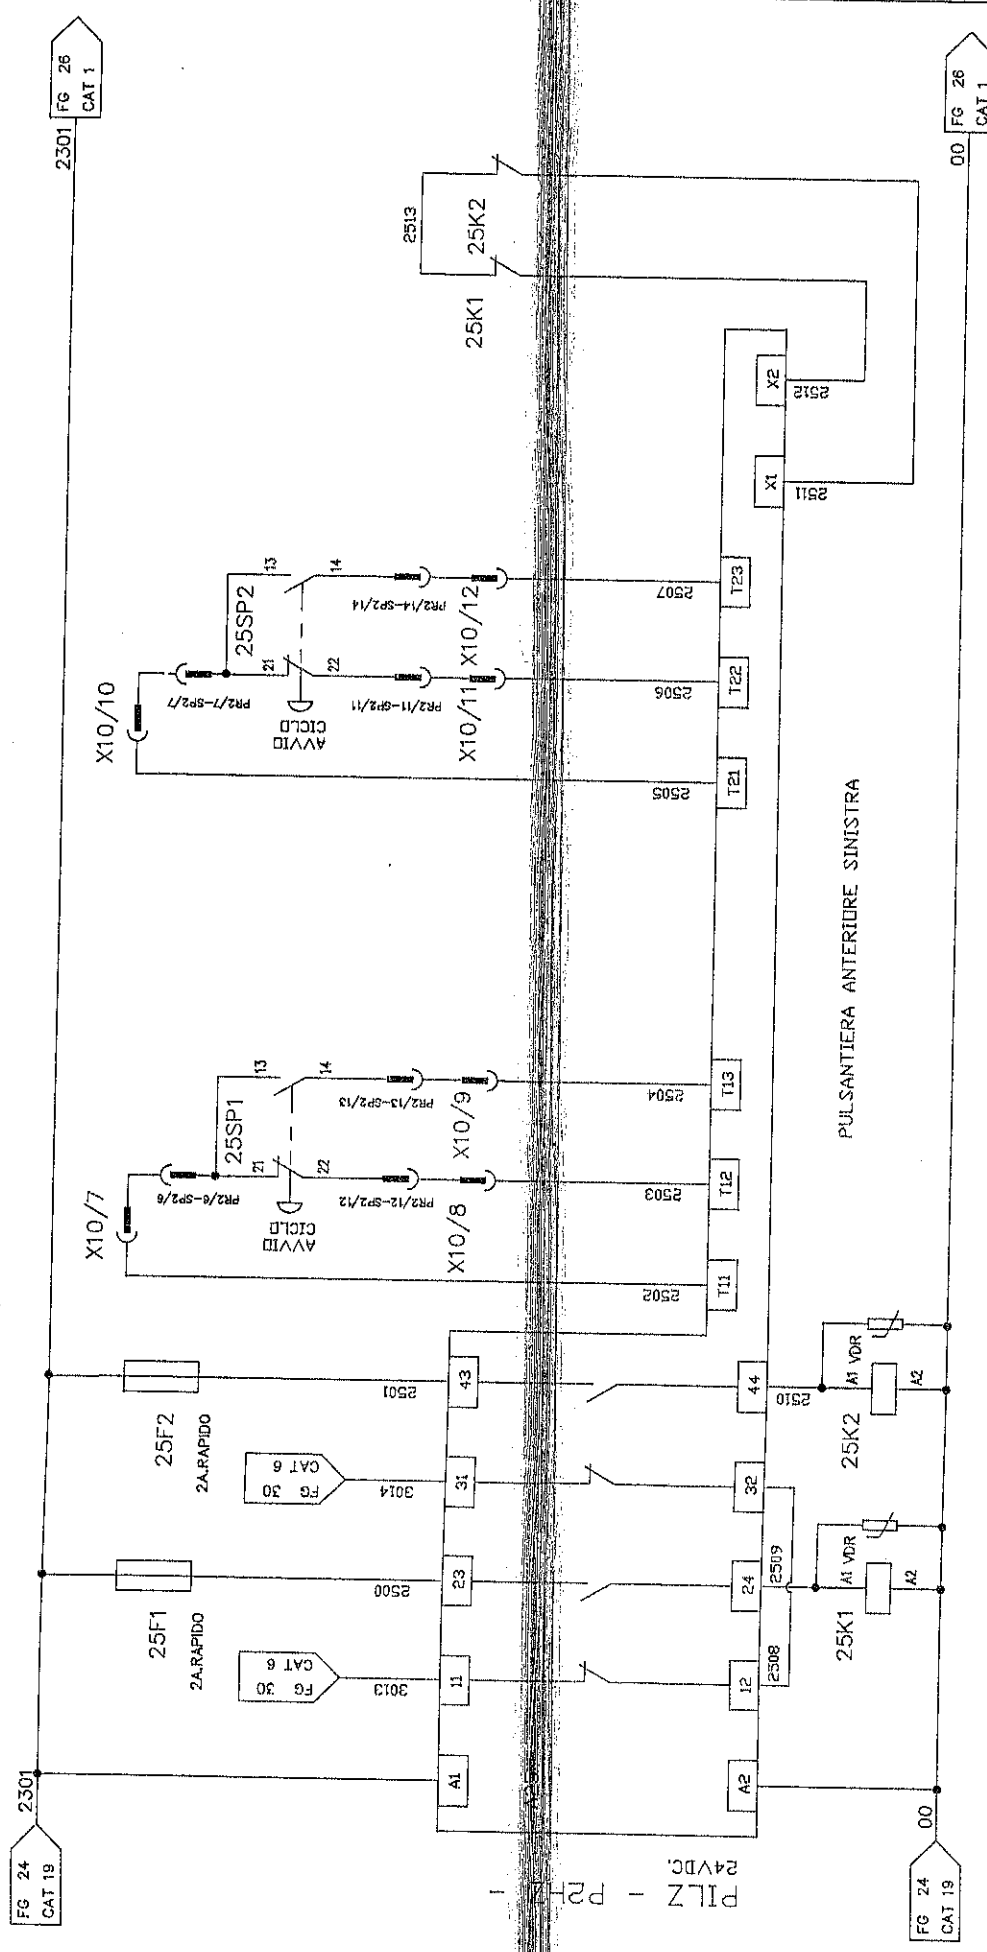 FG 24
CAT 19
2301
2301
FG 26
CAT 1
25F1
2A.RAPIDO
25F2
2A.RAPIDO
FG 30
CAT 6
FG 30
CAT 6
3013
2500
3014
2501
X10/7
PR2/6-SP2/6
25SP1
AVVIO
CICLO
21
22
13
14
PR2/12-SP2/12
PR2/13-SP2/13
X10/8
X10/9
2502
2503
2504
X10/10
PR2/7-SP2/7
25SP2
AVVIO
CICLO
21
22
13
14
PR2/11-SP2/11
PR2/14-SP2/14
X10/11
X10/12
2505
2506
2507
2513
25K1
25K2
PILZ - P2HZ -
24VDC.
A1
11
23
31
43
T11
T12
T13
T21
T22
T23
A2
12
24
32
44
X1
X2
2508
2509
2510
2511
2512
25K1
A1
VDR
A2
25K2
A1
VDR
A2
PULSANTIERA ANTERIORE SINISTRA
FG 24
CAT 19
00
00
FG 26
CAT 1